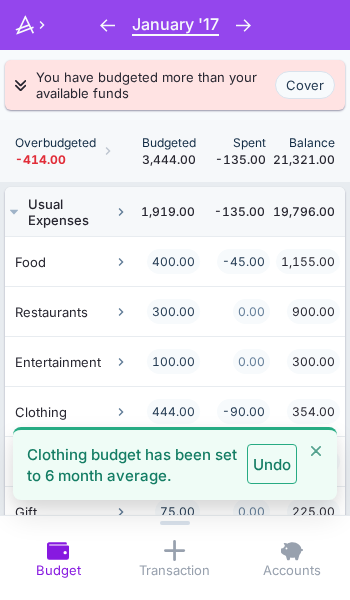 January '17
You have budgeted more than your
available funds
Cover
Overbudgeted Budgeted Spent Balance
-414.00 3,444.00 -135.00 21,321.00
Usual
Expenses
1,919.00 -135.00 19,796.00
Food 400.00 -45.00 1,155.00
Restaurants 300.00 0.00 900.00
Entertainment 100.00 0.00 300.00
Clothing 444.00 -90.00 354.00
Clothing budget has been set
to 6 month average.
Undo
Gift 75.00 0.00 225.00
Budget Transaction Accounts